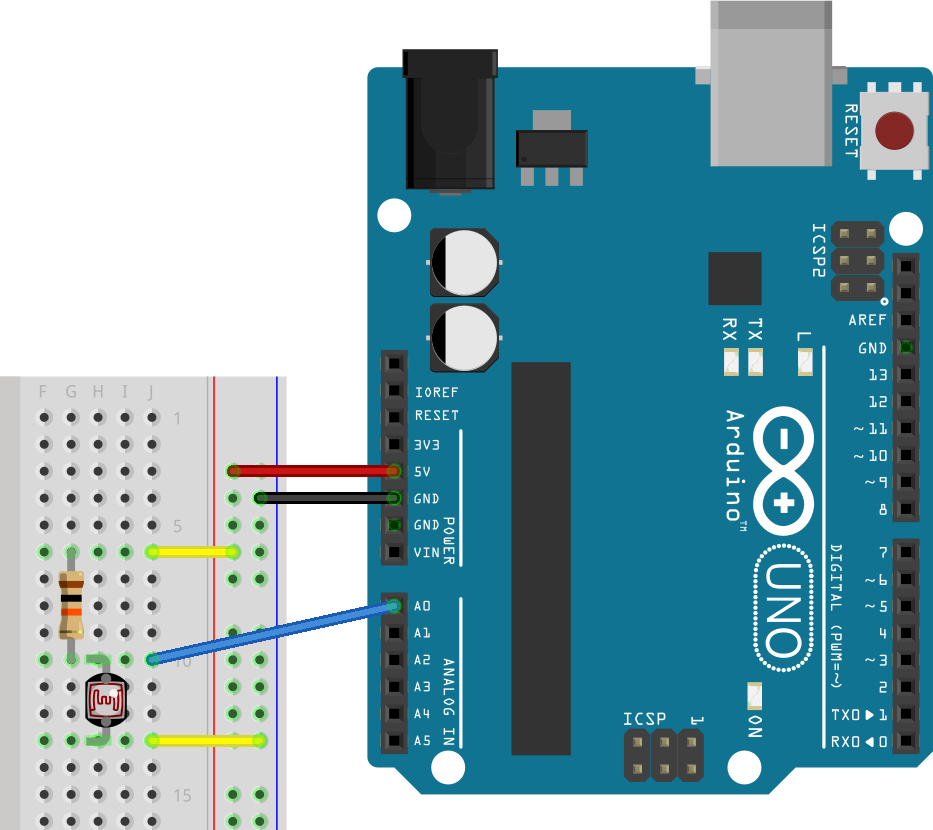 RESET
ICSP2
AREF
GND
RX
TX
L
13
12
~11
~10
~9
8
IOREF
RESET
3V3
5V
GND
GND
VIN
POWER
F G H I J
1
5
10
15
Arduino™
UNO
DIGITAL (PWM=~)
7
~6
~5
4
~3
2
TX0▶1
RX0◀0
A0
A1
A2
A3
A4
A5
ANALOG IN
ICSP
1
ON